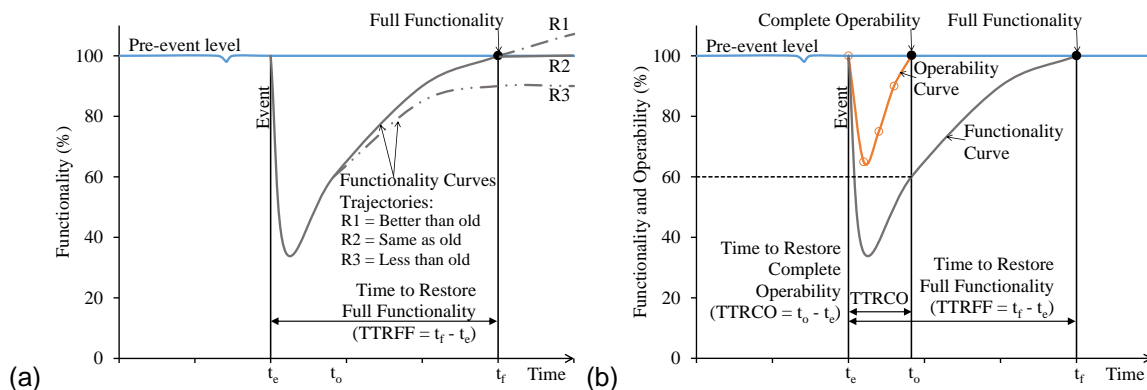 Full Functionality
R1
Pre-event level
R2
R3
Event
Functionality Curves
Trajectories:
R1 = Better than old
R2 = Same as old
R3 = Less than old
Time to Restore
Full Functionality
(TTRFF = tf - te)
Functionality (%)
100
80
60
40
20
0
te
to
tf
Time
(a)
Complete Operability
Full Functionality
Pre-event level
Operability
Curve
Event
Functionality
Curve
Time to Restore
Complete
Operability
(TTRCO = to - te)
TTRCO
Time to Restore
Full Functionality
(TTRFF = tf - te)
Functionality and Operability (%)
100
80
60
40
20
0
te
to
tf
Time
(b)